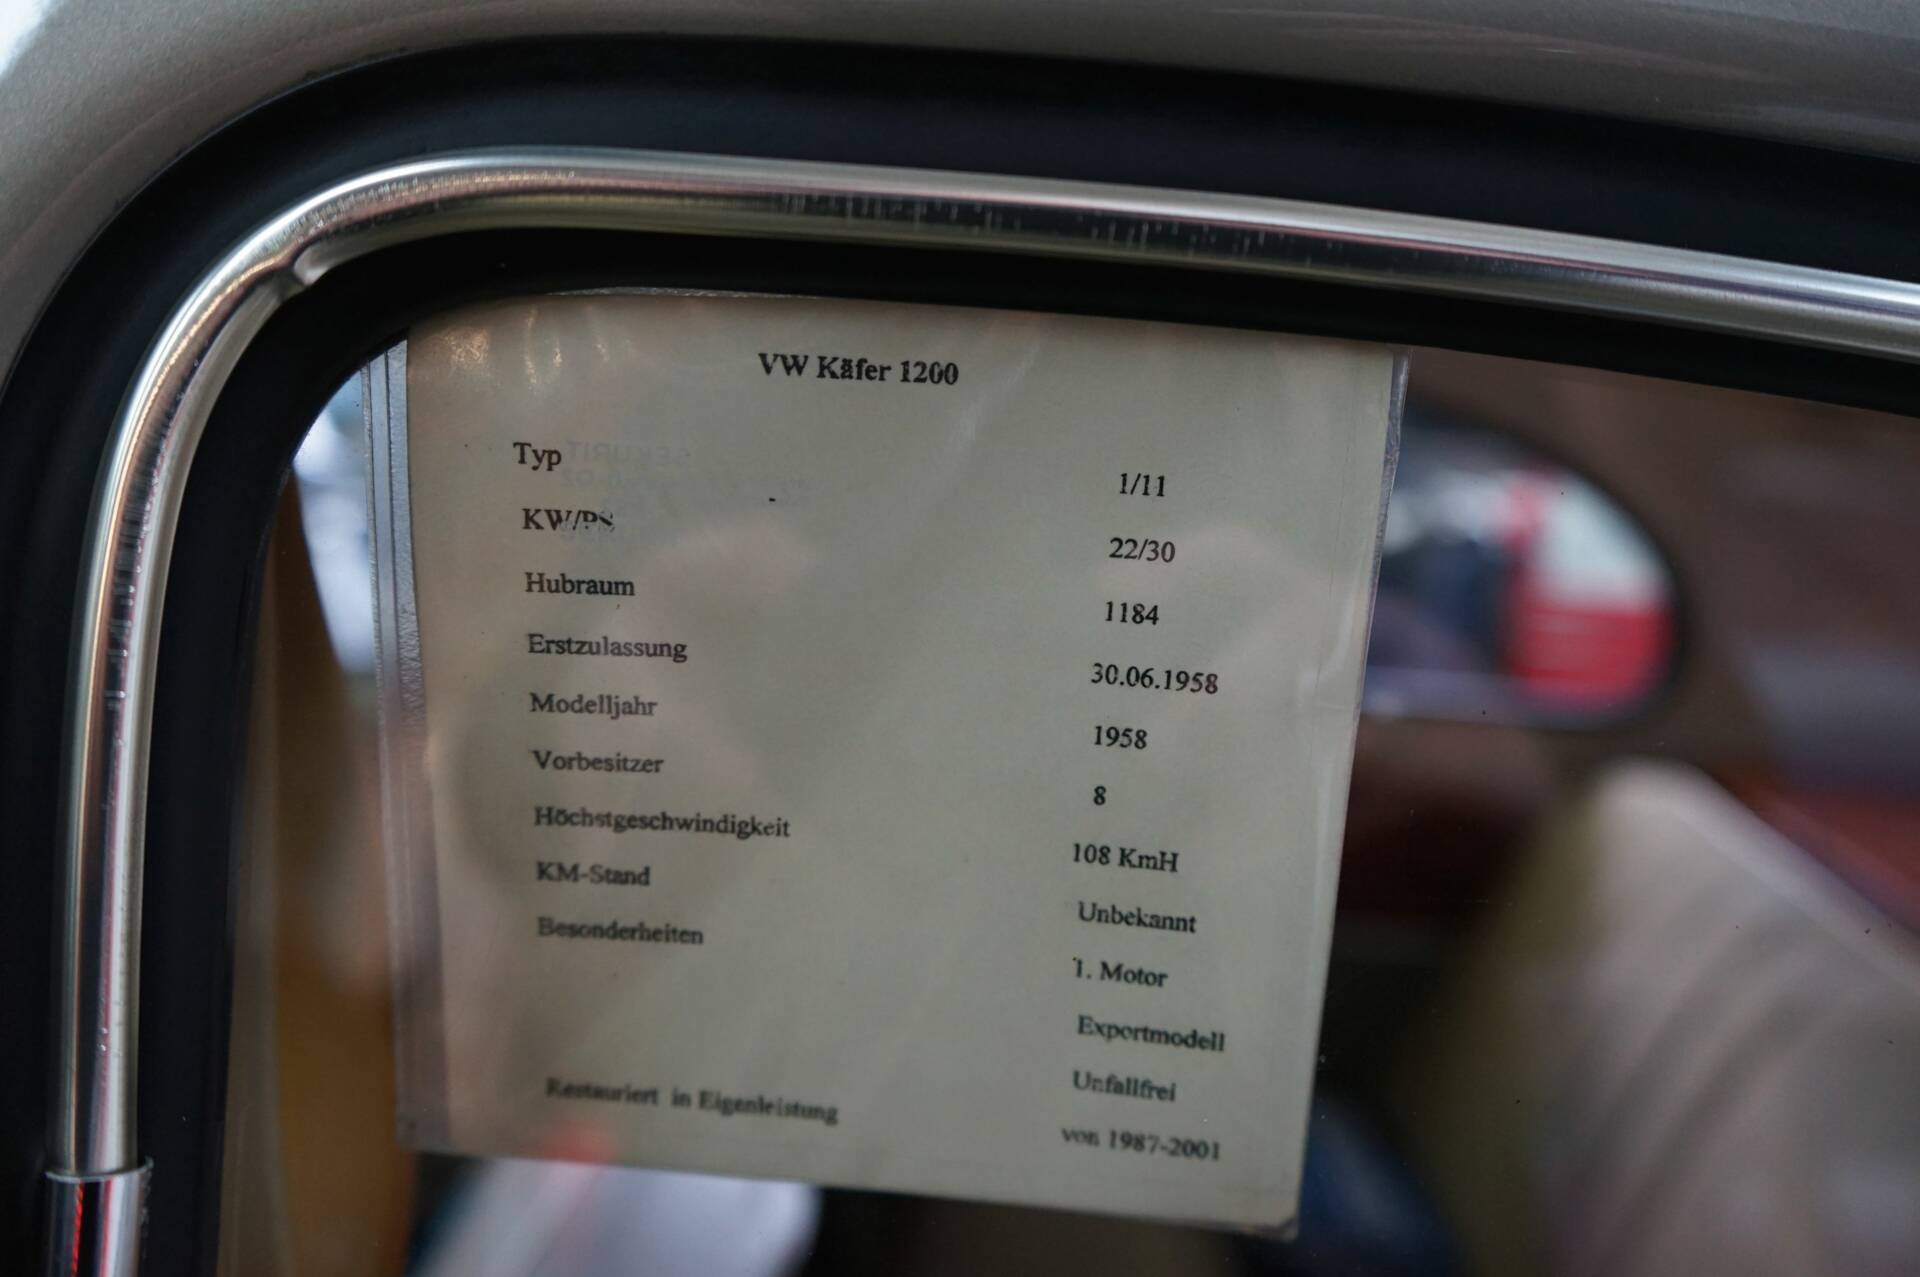 VW Käfer 1200
Typ 1/11
KW/PS 22/30
Hubraum 1184
Erstzulassung 30.06.1958
Modelljahr 1958
Vorbesitzer 8
Höchstgeschwindigkeit 108 KmH
KM-Stand Unbekannt
Besonderheiten 1. Motor
Exportmodell
Unfallfrei
Restauriert in Eigenleistung von 1987-2001
SEKURIT